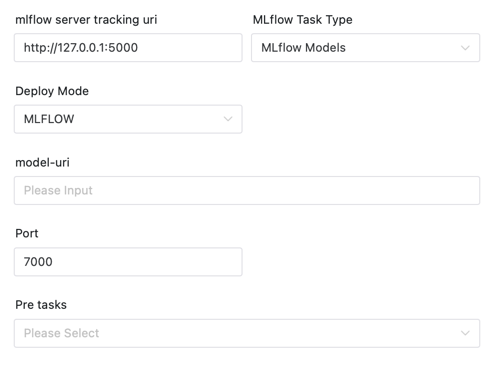 mlflow server tracking uri
MLflow Task Type
http://127.0.0.1:5000
MLflow Models
Deploy Mode
MLFLOW
model-uri
Please Input
Port
7000
Pre tasks
Please Select